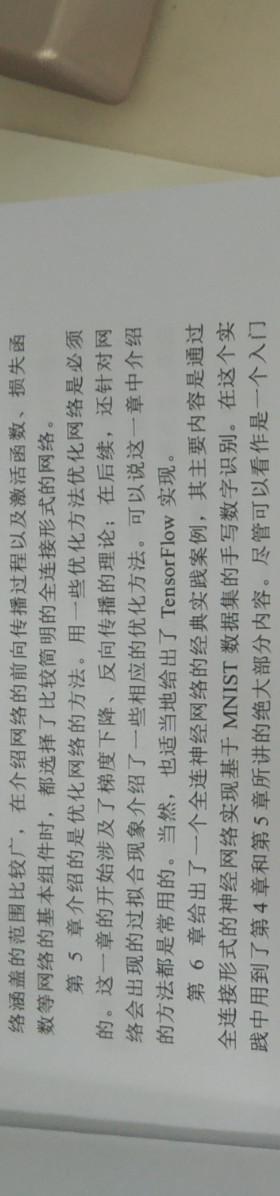 络涵盖的范围比较广，在介绍网络的前向传播过程以及激活函数、损失函
数等网络的基本组件时，都选择了比较简明的全连接形式的网络。
第 5 章介绍的是优化网络的方法。用一些优化方法优化网络是必须
的。这一章的开始涉及了梯度下降、反向传播的理论；在后续，还针对网
络会出现的过拟合现象介绍了一些相应的优化方法。可以说这一章中介绍
的方法都是常用的。当然，也适当地给出了 TensorFlow 实现。
第 6 章给出了一个全连神经网络的经典实践案例，其主要内容是通过
全连接形式的神经网络实现基于 MNIST 数据集的手写数字识别。在这个实
践中用到了第 4 章和第 5 章所讲的绝大部分内容。尽管可以看作是一个入门